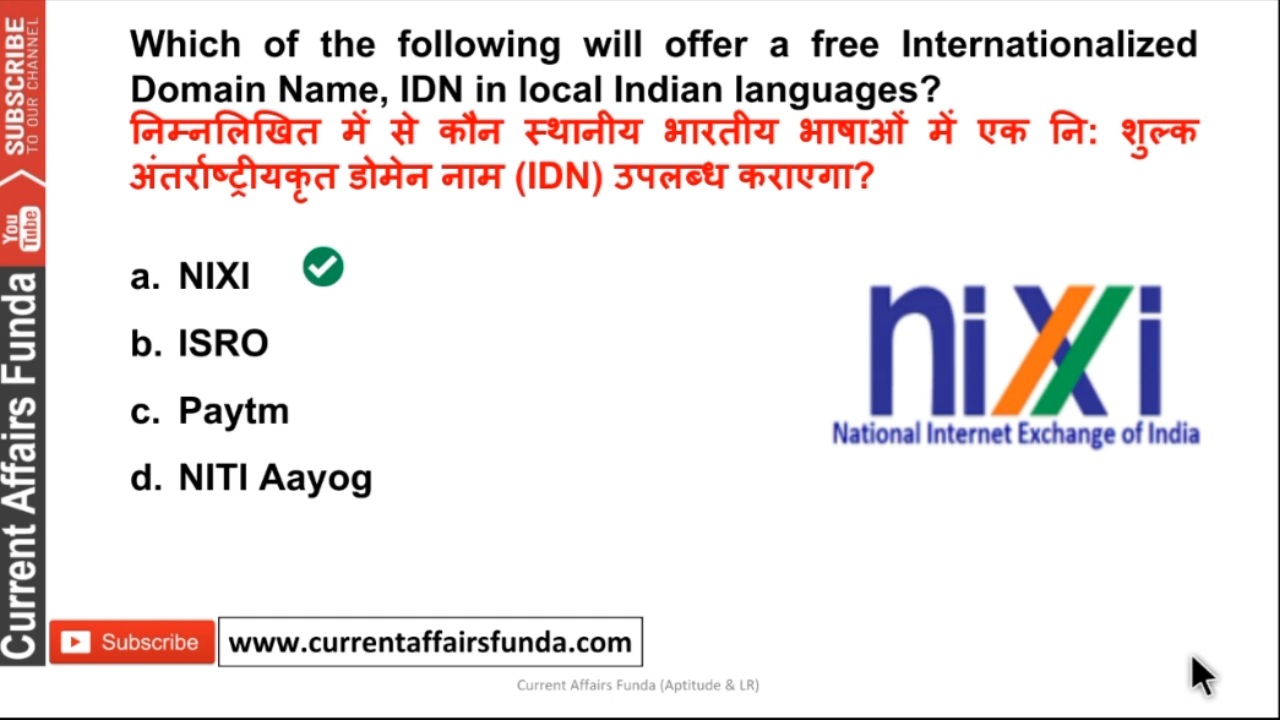 Which of the following will offer a free Internationalized
Domain Name, IDN in local Indian languages?
निम्नलिखित में से कौन स्थानीय भारतीय भाषाओं में एक नि: शुल्क
अंतर्राष्ट्रीयकृत डोमेन नाम (IDN) उपलब्ध कराएगा?
a. NIXI
b. ISRO
c. Paytm
d. NITI Aayog
nixi
National Internet Exchange of India
SUBSCRIBE
TO OUR CHANNEL
You
Tube
Current Affairs Funda
Subscribe
www.currentaffairsfunda.com
Current Affairs Funda (Aptitude & LR)